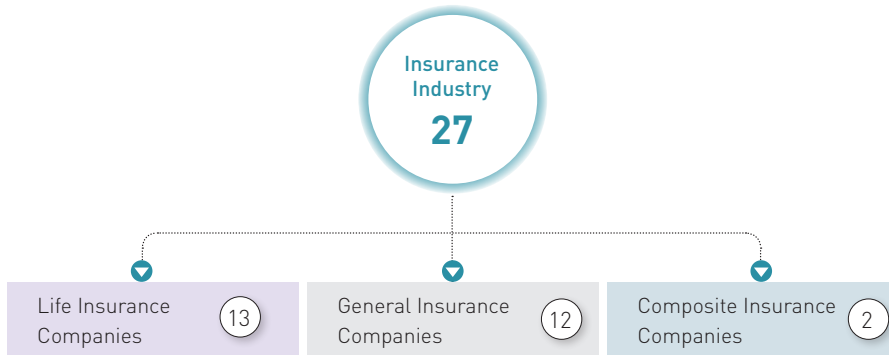 Insurance
Industry
27
Life Insurance
Companies
13
General Insurance
Companies
12
Composite Insurance
Companies
2